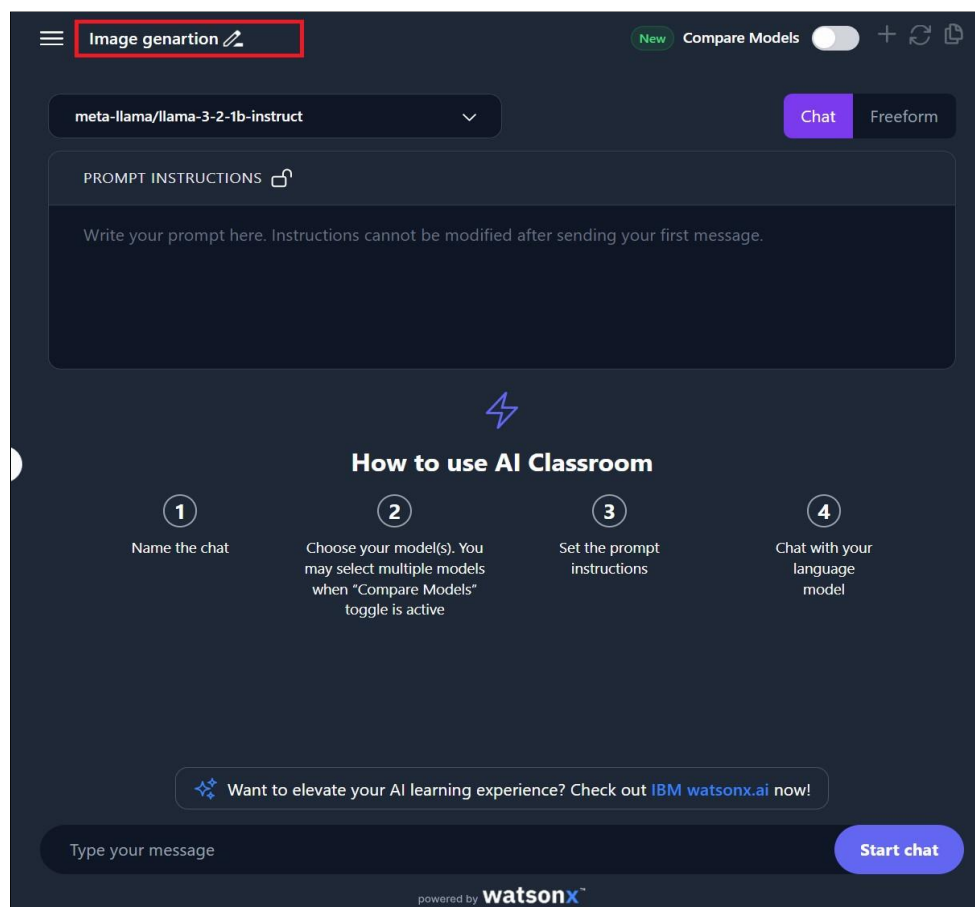 Image genartion
New Compare Models
meta-llama/llama-3-2-1b-instruct
Chat Freeform
PROMPT INSTRUCTIONS
Write your prompt here. Instructions cannot be modified after sending your first message.
How to use AI Classroom
1
Name the chat
2
Choose your model(s). You
may select multiple models
when “Compare Models”
toggle is active
3
Set the prompt
instructions
4
Chat with your
language
model
Want to elevate your AI learning experience? Check out IBM watsonx.ai now!
Type your message
Start chat
powered by watsonx™